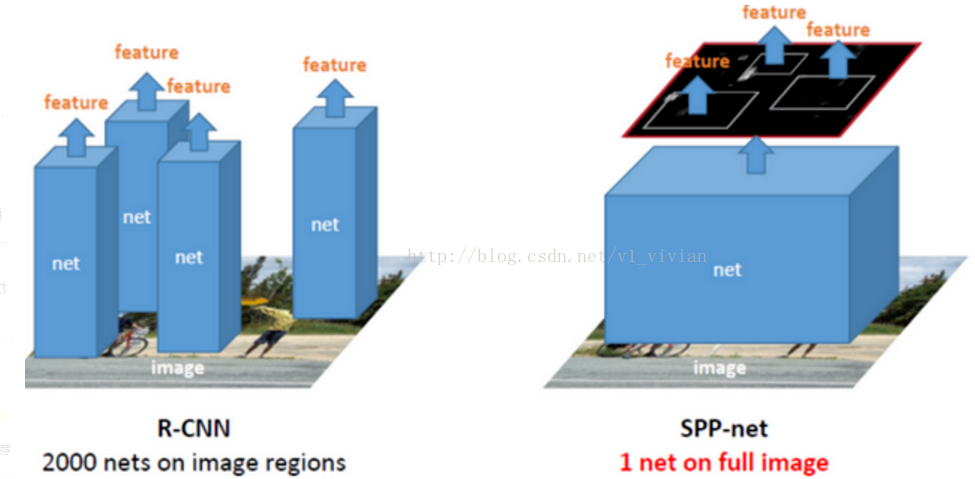 feature
feature
feature
feature
net
net
net
net
image
R-CNN
2000 nets on image regions
feature
feature
feature
net
image
SPP-net
1 net on full image
http://blog.csdn.net/vl_vivian